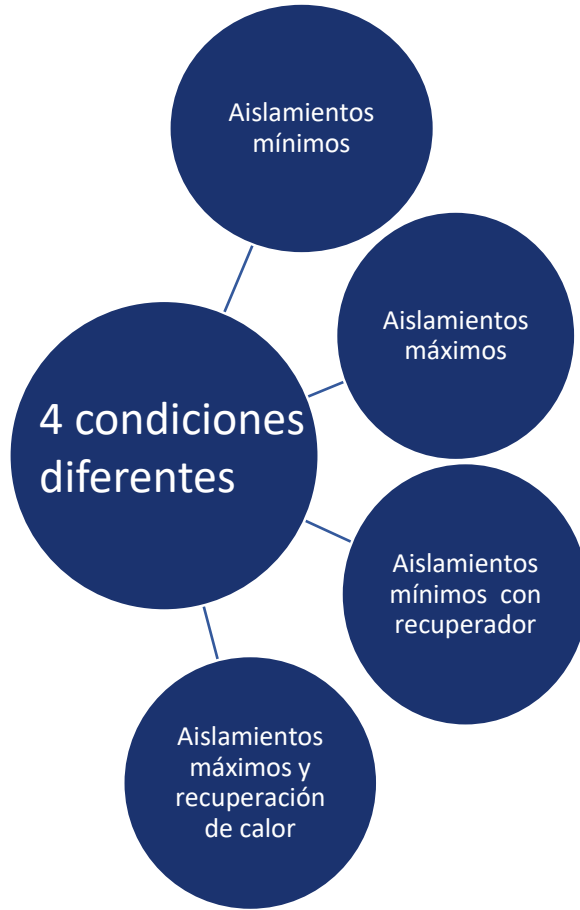 Aislamientos
mínimos
Aislamientos
máximos
4 condiciones
diferentes
Aislamientos
mínimos con
recuperador
Aislamientos
máximos y
recuperación
de calor